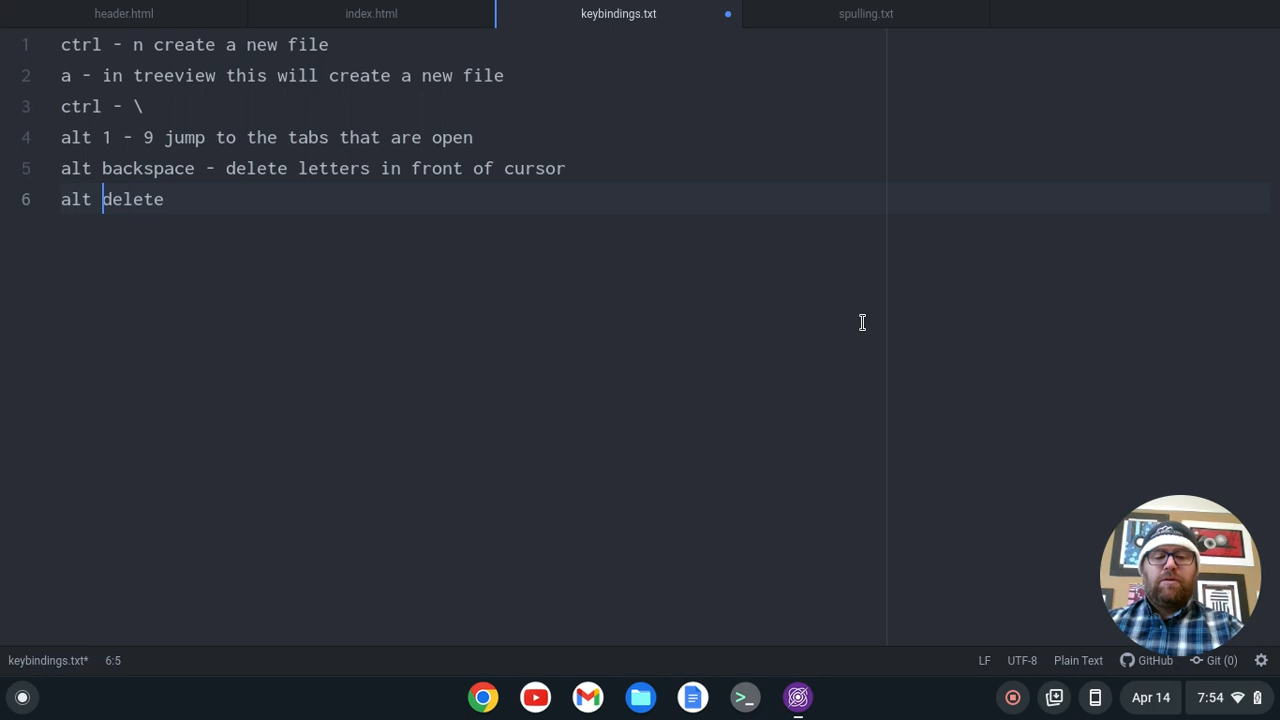 header.html
index.html
keybindings.txt
spulling.txt
1 ctrl - n create a new file
2 a - in treeview this will create a new file
3 ctrl - \
4 alt 1 - 9 jump to the tabs that are open
5 alt backspace - delete letters in front of cursor
6 alt delete
keybindings.txt* 6:5 LF UTF-8 Plain Text GitHub Git (0)
Apr 14 7:54